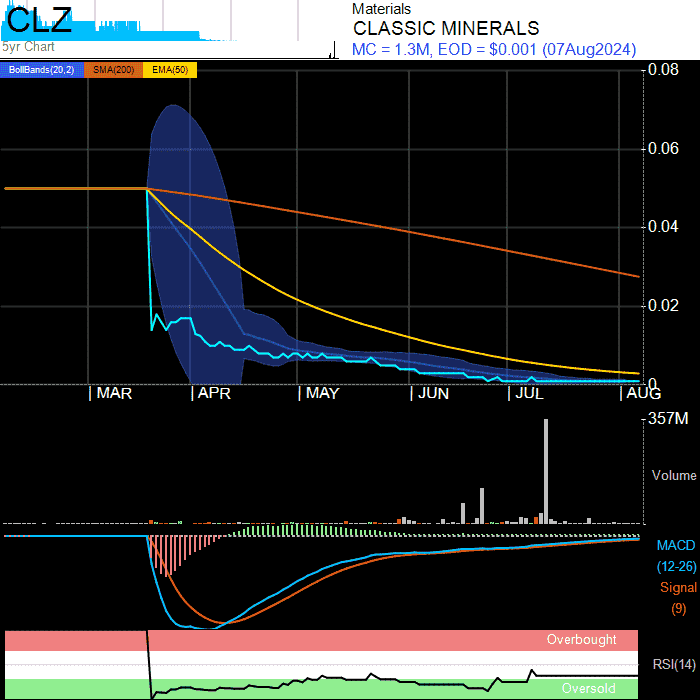 CLZ
5yr Chart
Materials
CLASSIC MINERALS
MC = 1.3M, EOD = $0.001 (07Aug2024)
BollBands(20,2) SMA(200) EMA(50)
0.08
0.06
0.04
0.02
0
MAR APR MAY JUN JUL AUG
357M
Volume
MACD
(12-26)
Signal
(9)
Overbought
RSI(14)
Oversold